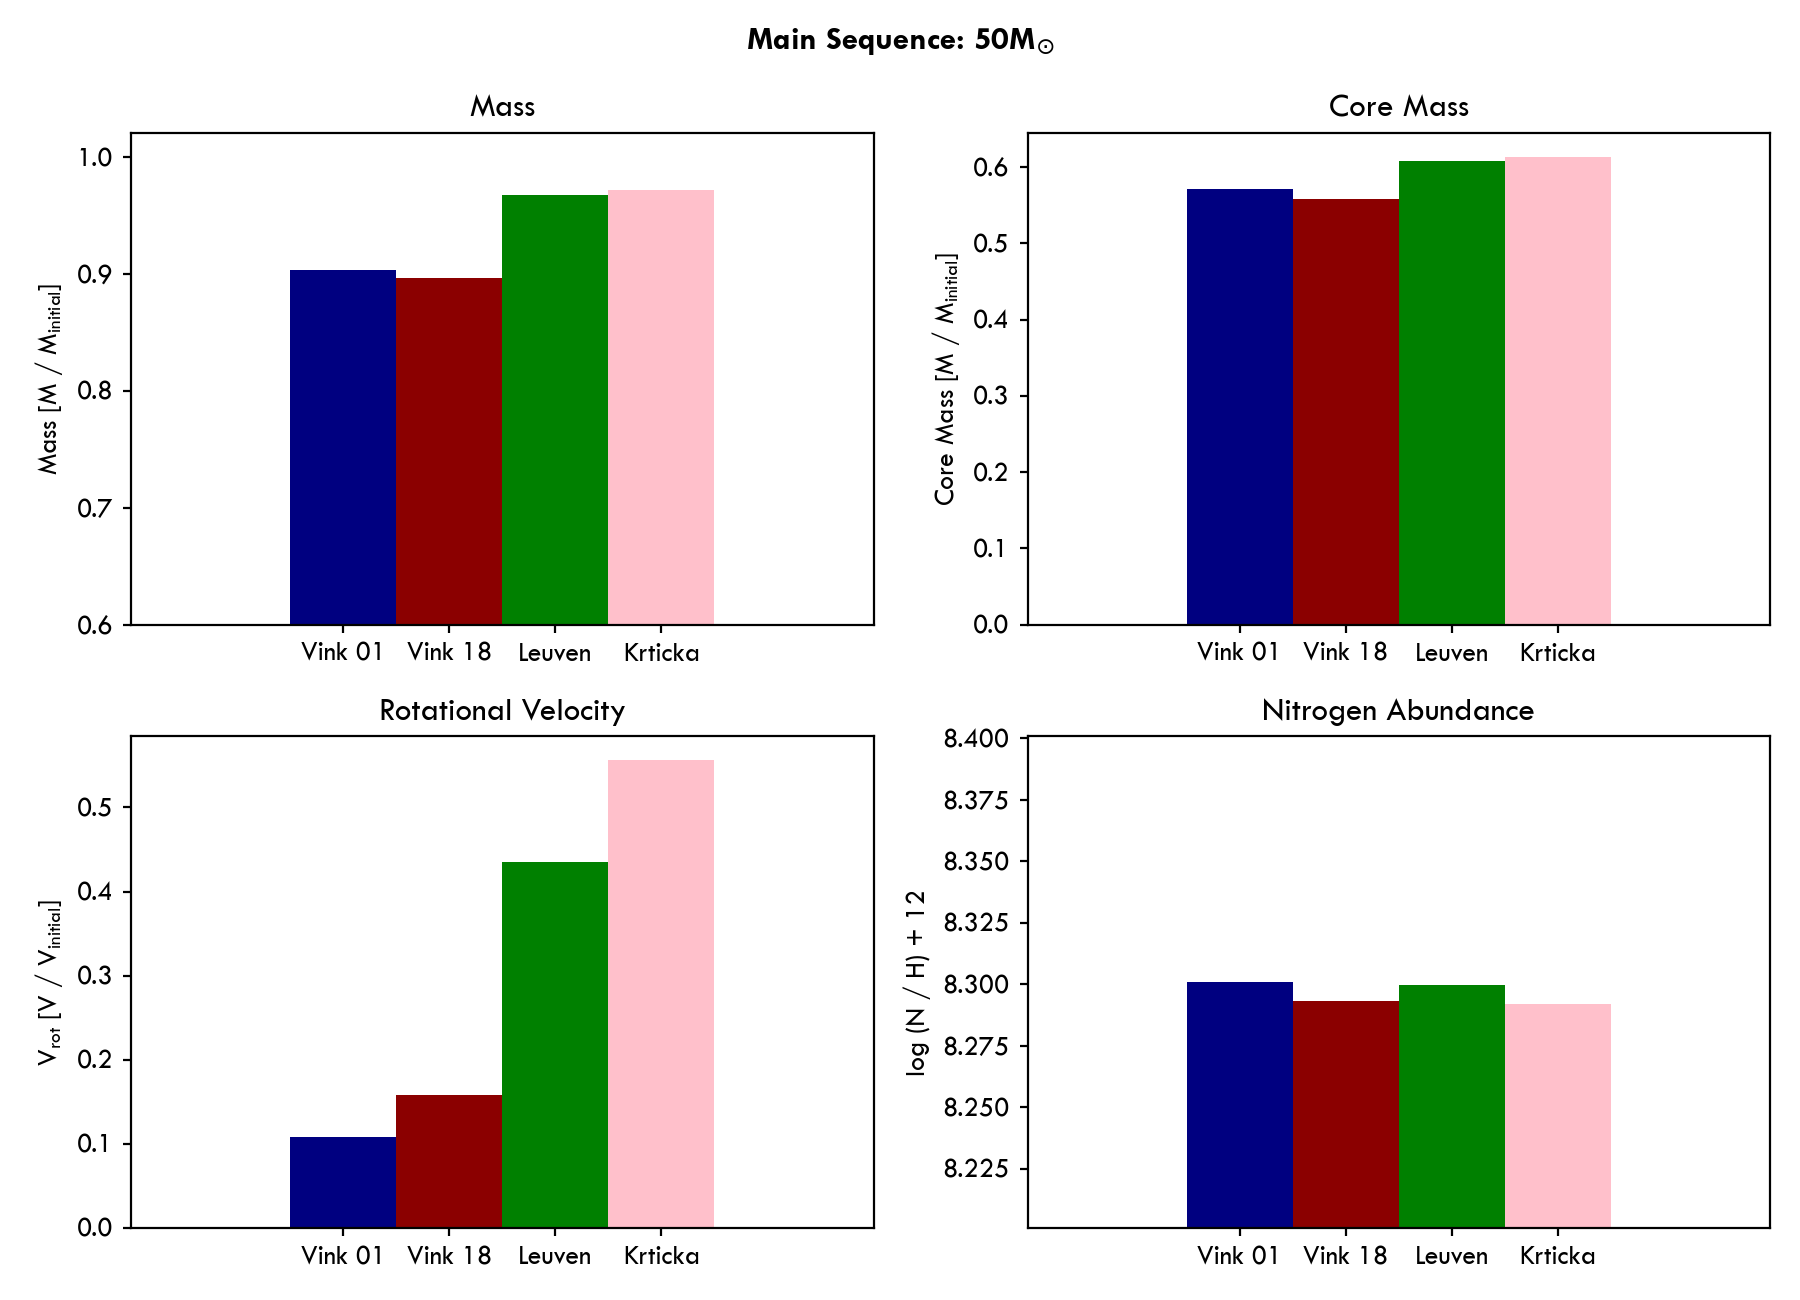 Main Sequence: 50M⊙
Mass
Mass [M / Minitial]
1.0
0.9
0.8
0.7
0.6
Vink 01 Vink 18 Leuven Krticka
Core Mass
Core Mass [M / Minitial]
0.6
0.5
0.4
0.3
0.2
0.1
0.0
Vink 01 Vink 18 Leuven Krticka
Rotational Velocity
Vrot [V / Vinitial]
0.5
0.4
0.3
0.2
0.1
0.0
Vink 01 Vink 18 Leuven Krticka
Nitrogen Abundance
log (N / H) + 12
8.400
8.375
8.350
8.325
8.300
8.275
8.250
8.225
Vink 01 Vink 18 Leuven Krticka